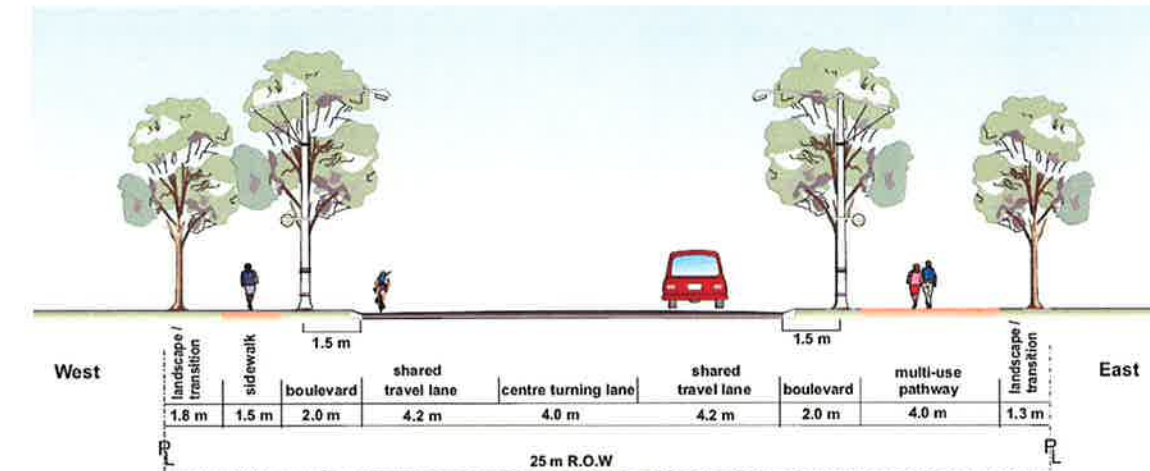 1.5 m
1.5 m
West
East
landscape /
transition
sidewalk
boulevard
shared
travel lane
centre turning lane
shared
travel lane
boulevard
multi-use
pathway
landscape /
transition
1.8 m
1.5 m
2.0 m
4.2 m
4.0 m
4.2 m
2.0 m
4.0 m
1.3 m
PL
PL
25 m R.O.W